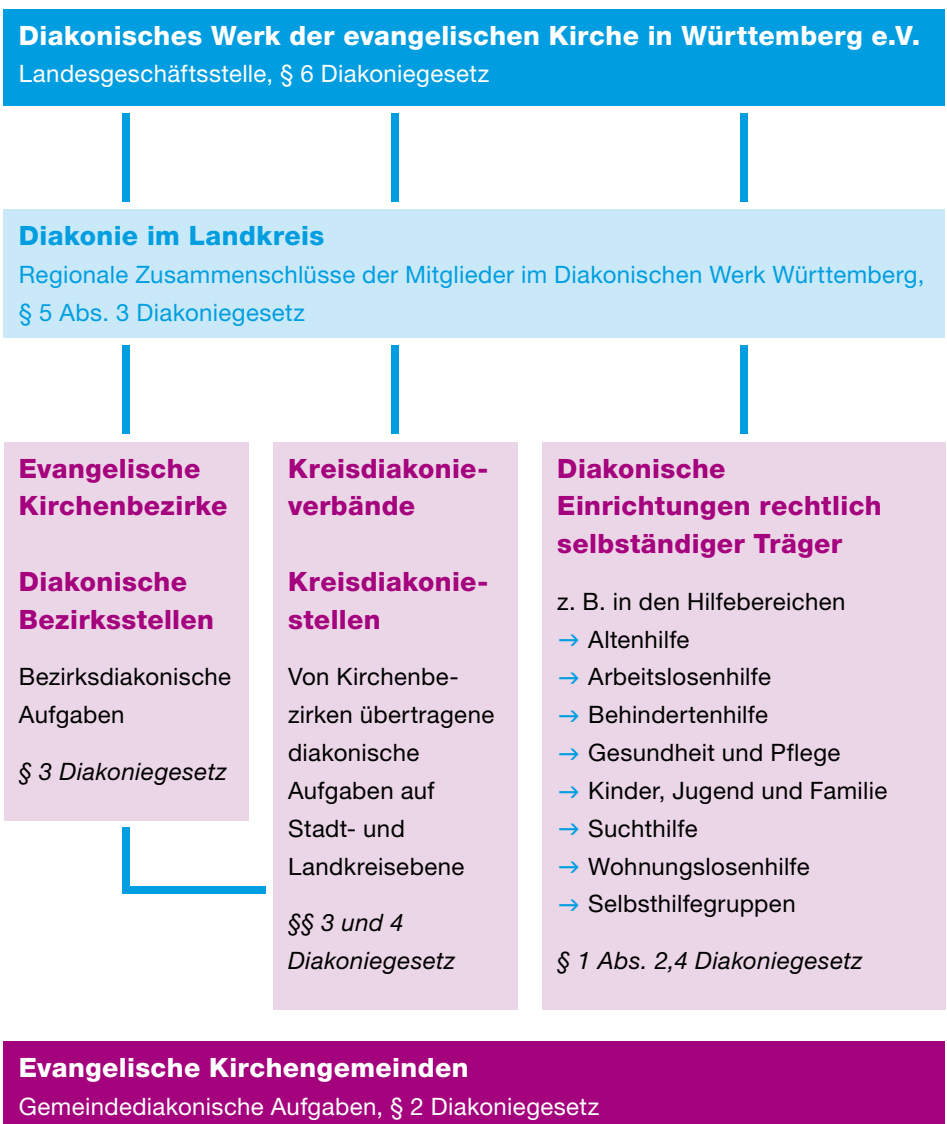 Diakonisches Werk der evangelischen Kirche in Württemberg e.V.
Landesgeschäftsstelle, § 6 Diakoniegesetz
Diakonie im Landkreis
Regionale Zusammenschlüsse der Mitglieder im Diakonischen Werk Württemberg,
§ 5 Abs. 3 Diakoniegesetz
Evangelische
Kirchenbezirke
Diakonische
Bezirksstellen
Bezirksdiakonische
Aufgaben
§ 3 Diakoniegesetz
Kreisdiakonie-
verbände
Kreisdiakonie-
stellen
Von Kirchenbe-
zirken übertragene
diakonische
Aufgaben auf
Stadt- und
Landkreisebene
§§ 3 und 4
Diakoniegesetz
Diakonische
Einrichtungen rechtlich
selbständiger Träger
z. B. in den Hilfebereichen
→ Altenhilfe
→ Arbeitslosenhilfe
→ Behindertenhilfe
→ Gesundheit und Pflege
→ Kinder, Jugend und Familie
→ Suchthilfe
→ Wohnungslosenhilfe
→ Selbsthilfegruppen
§ 1 Abs. 2,4 Diakoniegesetz
Evangelische Kirchengemeinden
Gemeindediakonische Aufgaben, § 2 Diakoniegesetz